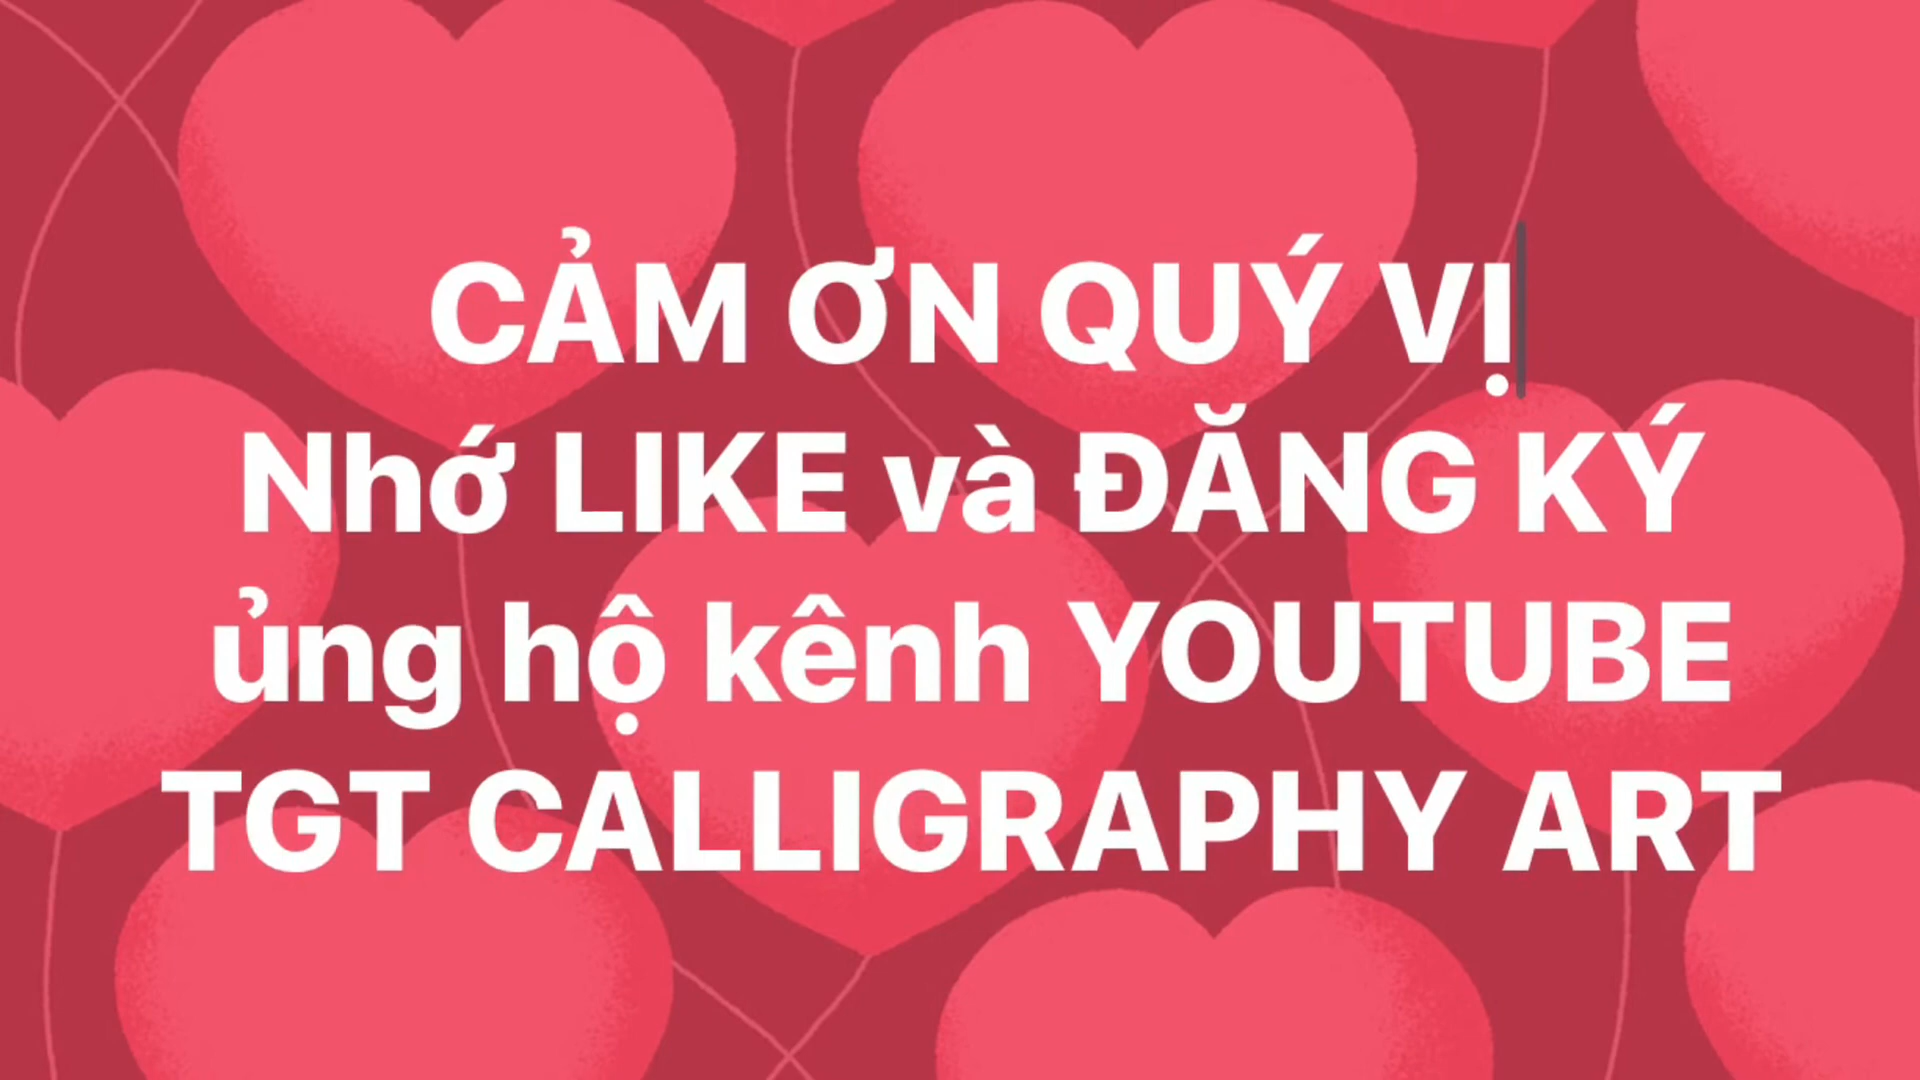 CẢM ƠN QUÝ VỊ
Nhớ LIKE và ĐĂNG KÝ
ủng hộ kênh YOUTUBE
TGT CALLIGRAPHY ART